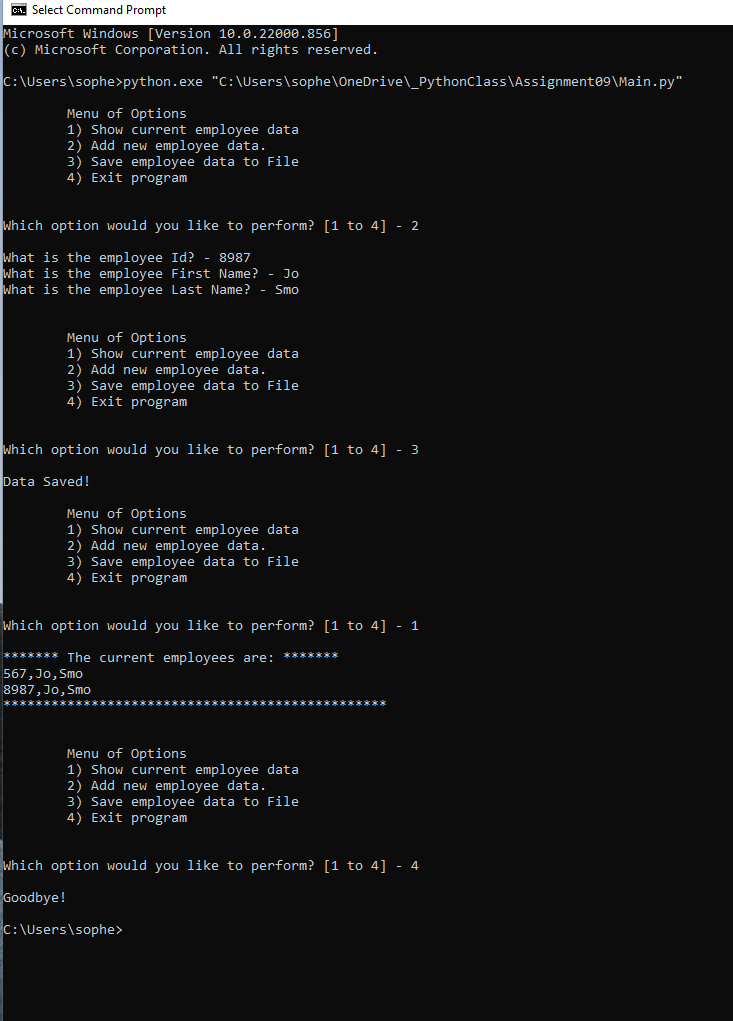 Select Command Prompt
Microsoft Windows [Version 10.0.22000.856]
(c) Microsoft Corporation. All rights reserved.
C:\Users\sophe>python.exe "C:\Users\sophe\OneDrive\_PythonClass\Assignment09\Main.py"
Menu of Options
1) Show current employee data
2) Add new employee data.
3) Save employee data to File
4) Exit program
Which option would you like to perform? [1 to 4] - 2
What is the employee Id? - 8987
What is the employee First Name? - Jo
What is the employee Last Name? - Smo
Menu of Options
1) Show current employee data
2) Add new employee data.
3) Save employee data to File
4) Exit program
Which option would you like to perform? [1 to 4] - 3
Data Saved!
Menu of Options
1) Show current employee data
2) Add new employee data.
3) Save employee data to File
4) Exit program
Which option would you like to perform? [1 to 4] - 1
******* The current employees are: *******
567,Jo,Smo
8987,Jo,Smo
************************************************
Menu of Options
1) Show current employee data
2) Add new employee data.
3) Save employee data to File
4) Exit program
Which option would you like to perform? [1 to 4] - 4
Goodbye!
C:\Users\sophe>